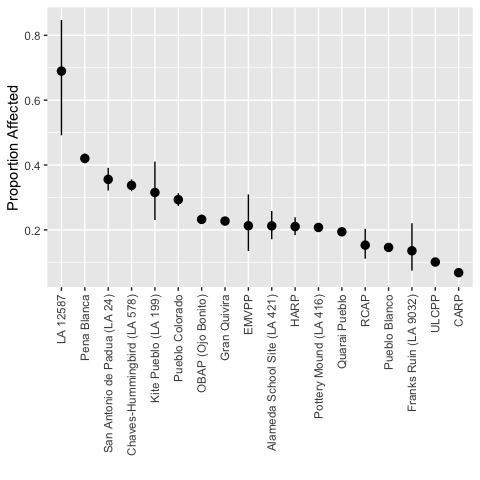 Proportion Affected
0.8
0.6
0.4
0.2
LA 12587
Pena Blanca
San Antonio de Padua (LA 24)
Chaves-Hummingbird (LA 578)
Kite Pueblo (LA 199)
Pueblo Colorado
OBAP (Ojo Bonito)
Gran Quivira
EMVPP
Alameda School Site (LA 421)
HARP
Pottery Mound (LA 416)
Quarai Pueblo
RCAP
Pueblo Blanco
Franks Ruin (LA 9032)
ULCPP
CARP